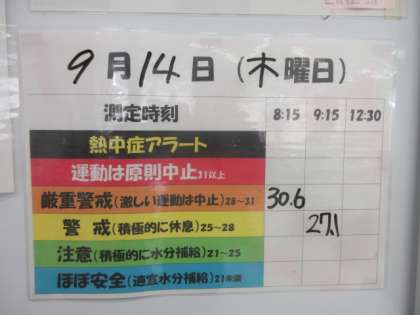 9月14日(木曜日)
測定時刻 8:15 9:15 12:30
熱中症アラート
運動は原則中止 31以上
厳重警戒(激しい運動は中止)28~31 30.6
警戒(積極的に休息)25~28 27.1
注意(積極的に水分補給)21~25
ほぼ安全(適宜水分補給)21未満